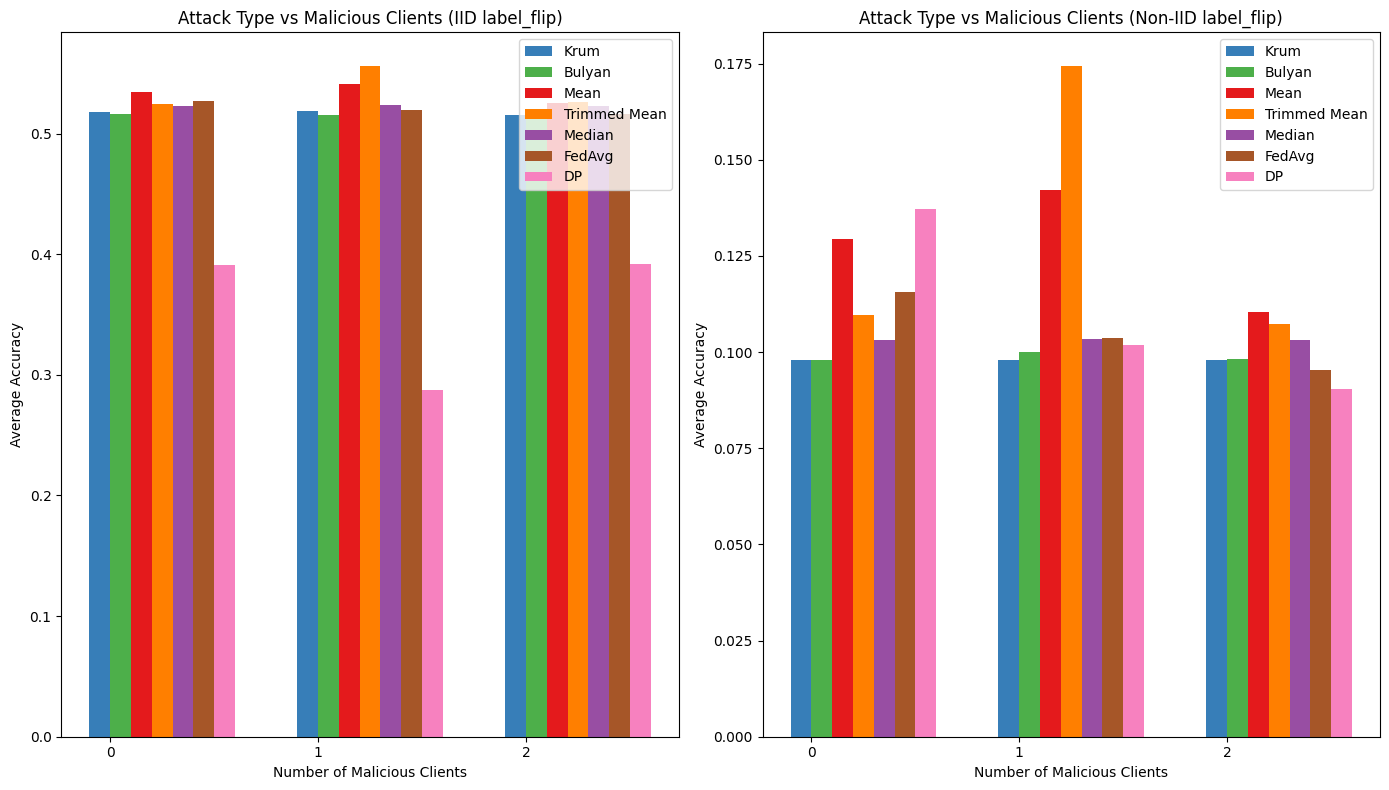 Attack Type vs Malicious Clients (IID label_flip)
Krum
Bulyan
Mean
Trimmed Mean
Median
FedAvg
DP
0.5
0.4
0.3
0.2
0.1
0.0
Average Accuracy
0
1
2
Number of Malicious Clients
Attack Type vs Malicious Clients (Non-IID label_flip)
Krum
Bulyan
Mean
Trimmed Mean
Median
FedAvg
DP
0.175
0.150
0.125
0.100
0.075
0.050
0.025
0.000
Average Accuracy
0
1
2
Number of Malicious Clients